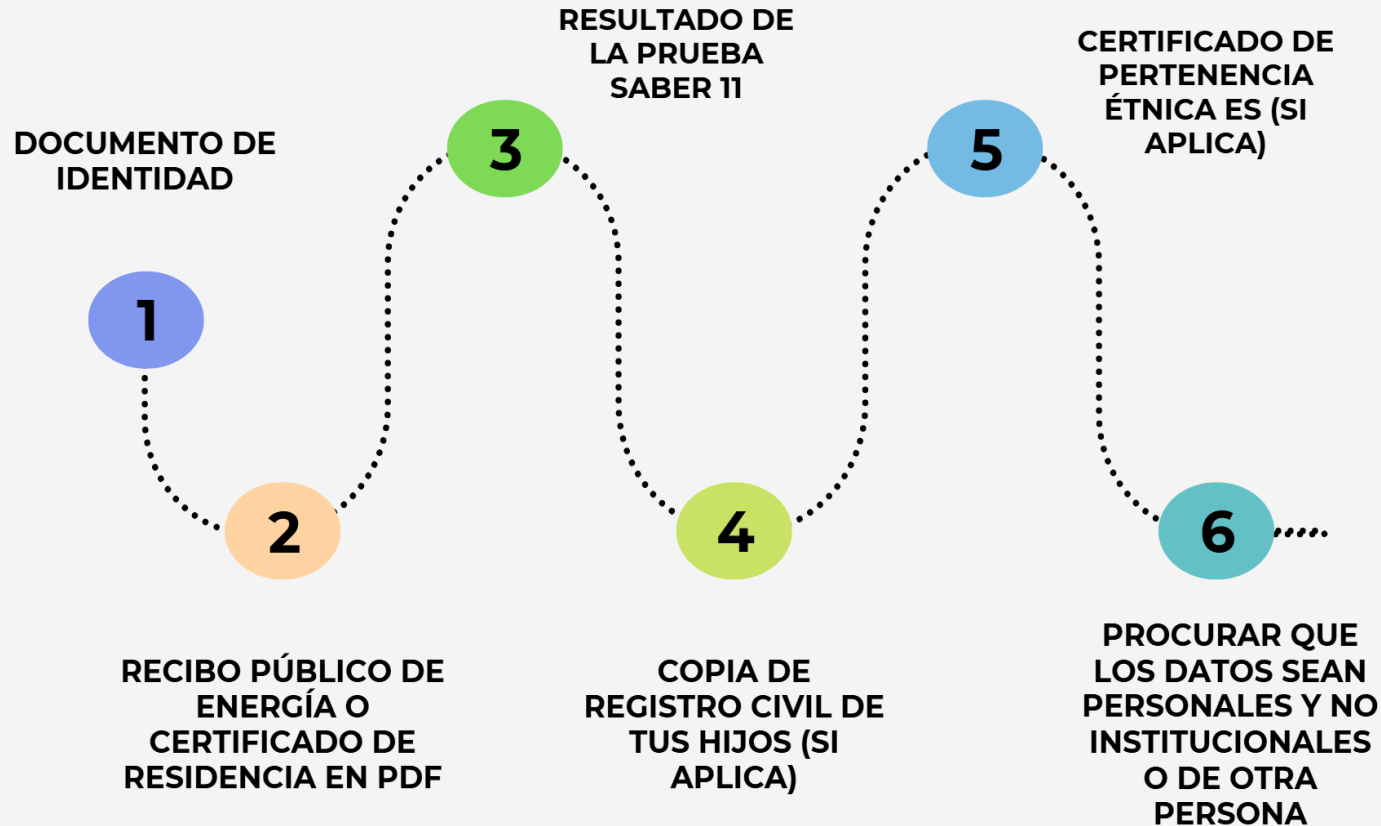 DOCUMENTO DE
IDENTIDAD
1
2
RECIBO PÚBLICO DE
ENERGÍA O
CERTIFICADO DE
RESIDENCIA EN PDF
RESULTADO DE
LA PRUEBA
SABER 11
3
4
COPIA DE
REGISTRO CIVIL DE
TUS HIJOS (SI
APLICA)
CERTIFICADO DE
PERTENENCIA
ÉTNICA ES (SI
APLICA)
5
6
PROCURAR QUE
LOS DATOS SEAN
PERSONALES Y NO
INSTITUCIONALES
O DE OTRA
PERSONA